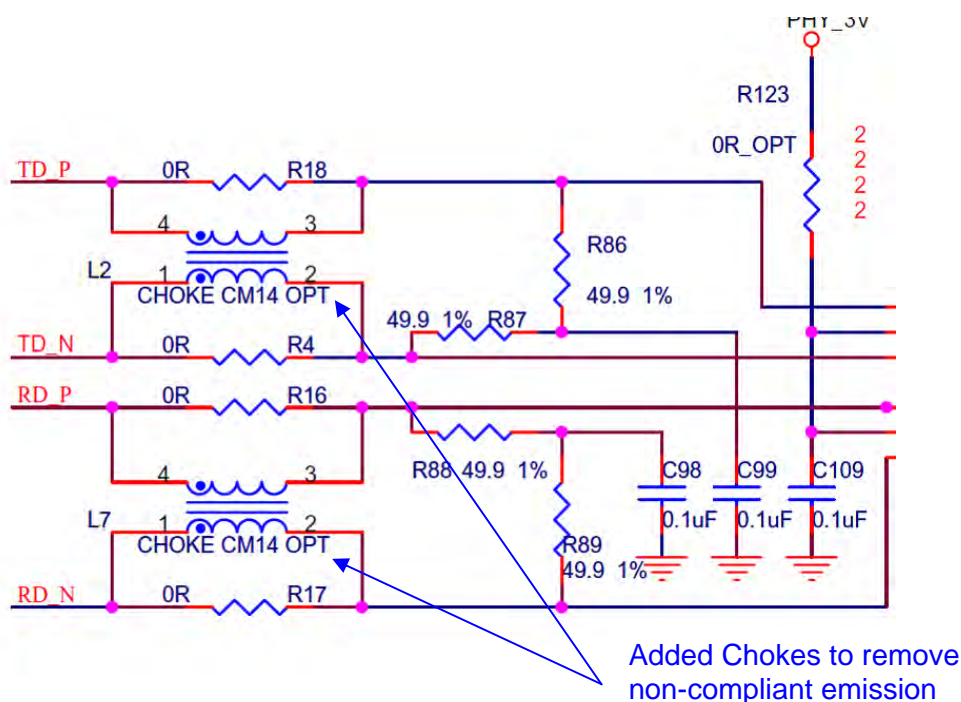 PHY_3V
R123
0R_OPT
2
2
2
2
TD_P
0R
R18
4
3
L2
1
2
CHOKE CM14 OPT
R86
49.9 1%
49.9 1% R87
TD_N
0R
R4
RD_P
0R
R16
R88 49.9 1%
C98
C99
C109
4
3
L7
1
2
CHOKE CM14 OPT
0.1uF
0.1uF
0.1uF
R89
49.9 1%
RD_N
0R
R17
Added Chokes to remove
non-compliant emission